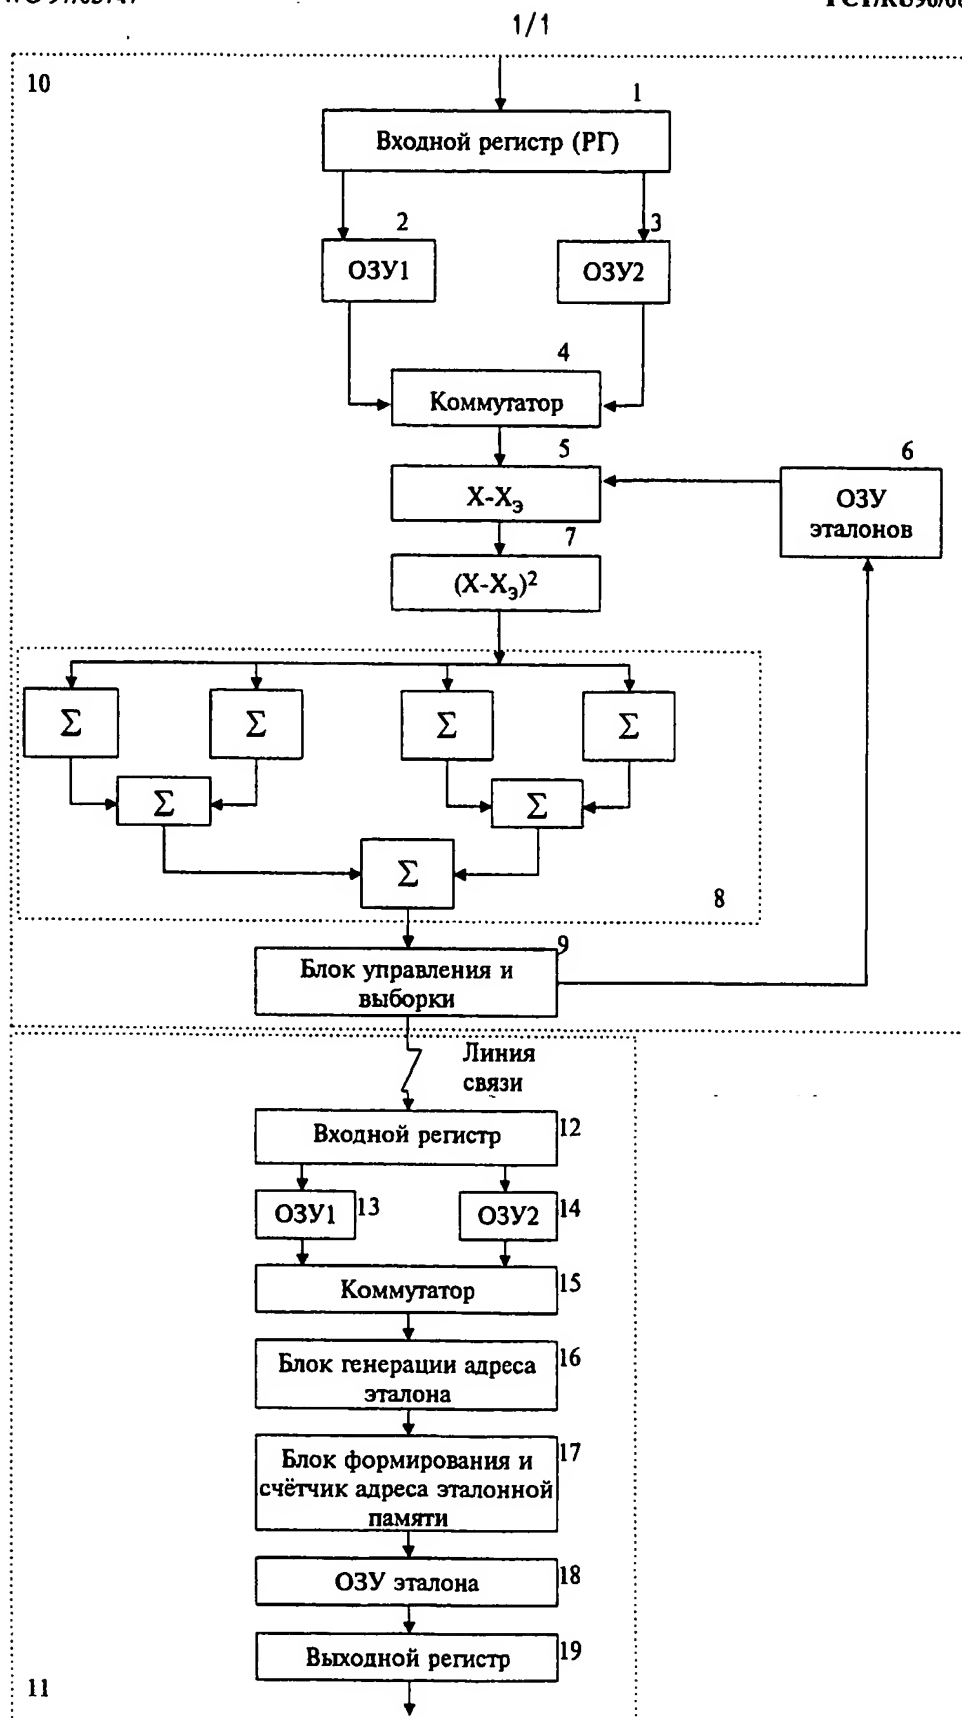 1/1
10
1
Входной регистр (РГ)
2
3
ОЗУ1
ОЗУ2
4
Коммутатор
5
6
X-Xэ
ОЗУ
эталонов
7
(X-Xэ)2
Σ
Σ
Σ
Σ
Σ
Σ
Σ
8
9
Блок управления и
выборки
Линия
связи
Входной регистр
12
ОЗУ1
13
ОЗУ2
14
Коммутатор
15
Блок генерации адреса
эталона
16
Блок формирования и
счётчик адреса эталонной
памяти
17
ОЗУ эталона
18
Выходной регистр
19
11